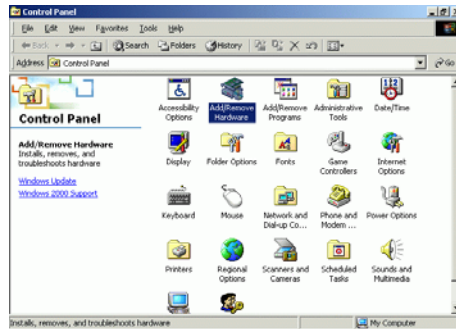 Control Panel
File Edit View Favorites Tools Help
Back Search Folders History
Address Control Panel Go
Control Panel
Add/Remove Hardware
Installs, removes, and
troubleshoots hardware
Windows Update
Windows 2000 Support
Accessibility
Options
Add/Remove
Hardware
Add/Remove
Programs
Administrative
Tools
Date/Time
Display
Folder Options
Fonts
Game
Controllers
Internet
Options
Keyboard
Mouse
Network and
Dial-up Co...
Phone and
Modem ...
Power Options
Printers
Regional
Options
Scanners and
Cameras
Scheduled
Tasks
Sounds and
Multimedia
Installs, removes, and troubleshoots hardware
My Computer